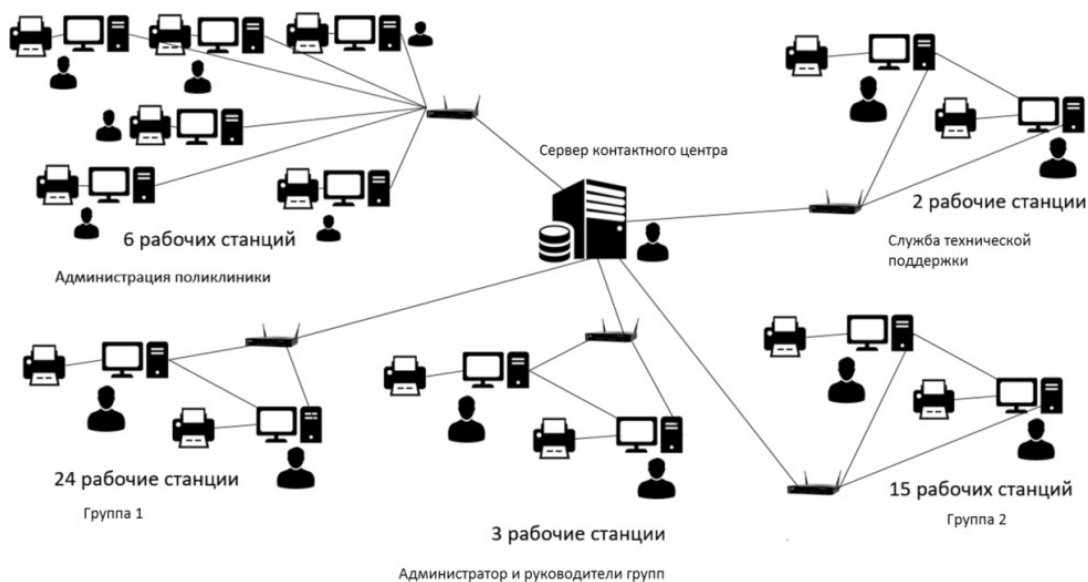 Сервер контактного центра
6 рабочих станций
Администрация поликлиники
2 рабочие станции
Служба технической
поддержки
24 рабочие станции
Группа 1
3 рабочие станции
Администратор и руководители групп
15 рабочих станций
Группа 2